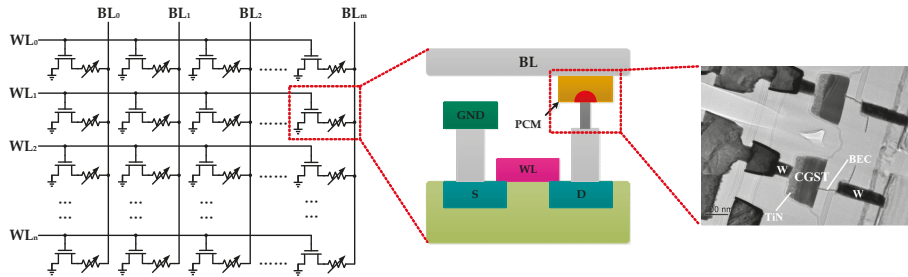 BL₀ BL₁ BL₂ BLₘ
WL₀
......
WL₁
......
WL₂
......
... ... ... ...
WLₙ
......
BL
PCM
GND
WL
S D
BEC
W
CGST
W
TiN